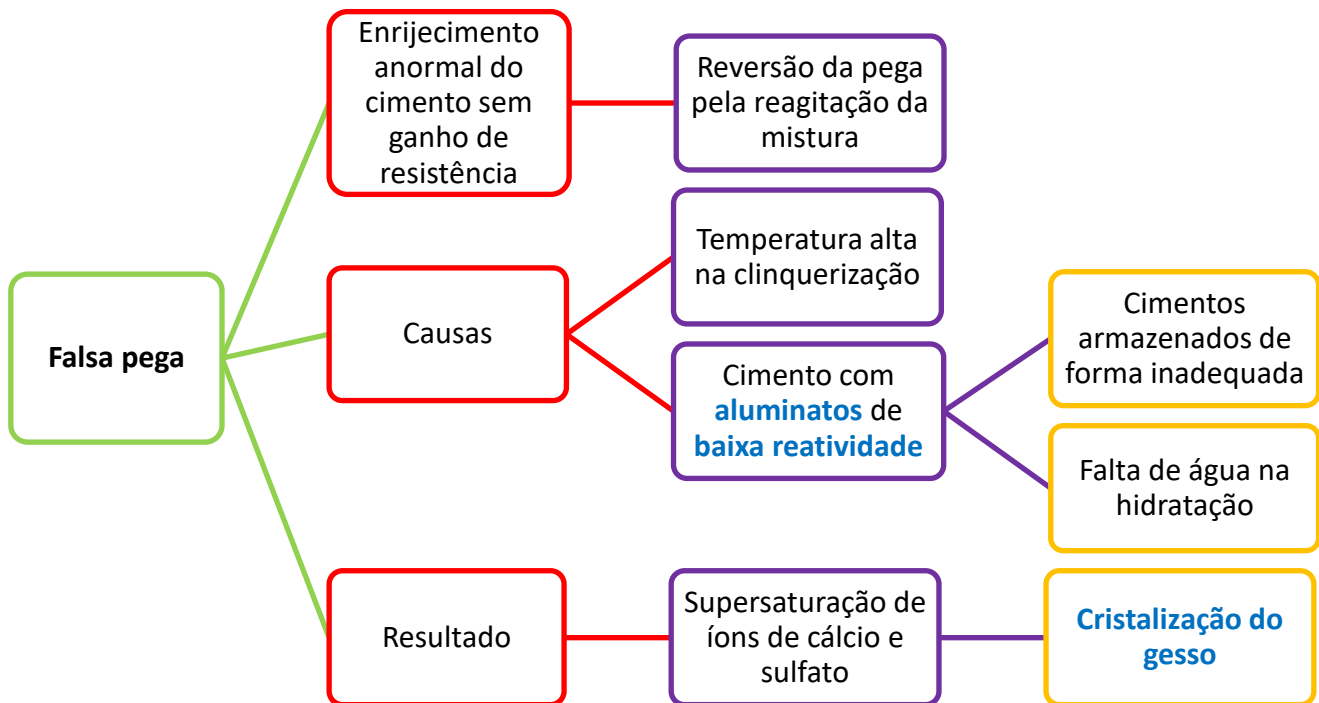 Enrijecimento
anormal do
cimento sem
ganho de
resistência
Reversão da pega
pela reagitação da
mistura
Falsa pega
Causas
Temperatura alta
na clinquerização
Cimento com
aluminatos de
baixa reatividade
Cimentos
armazenados de
forma inadequada
Falta de água na
hidratação
Resultado
Supersaturação de
íons de cálcio e
sulfato
Cristalização do
gesso